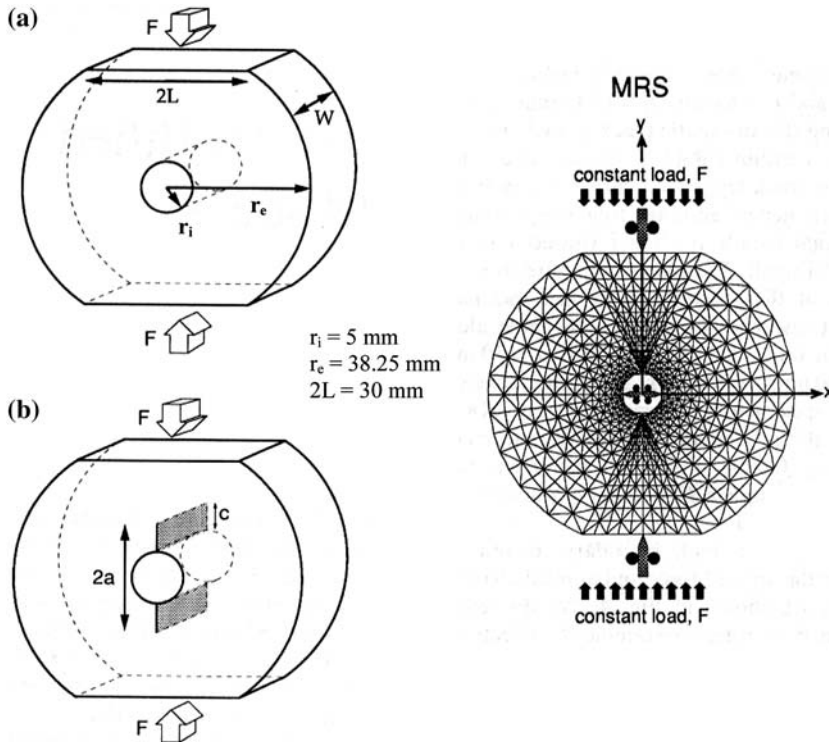 (a)
F
2L
W
r_e
r_i
F
r_i = 5 mm
r_e = 38.25 mm
2L = 30 mm
(b)
F
c
2a
F
MRS
y
constant load, F
x
constant load, F